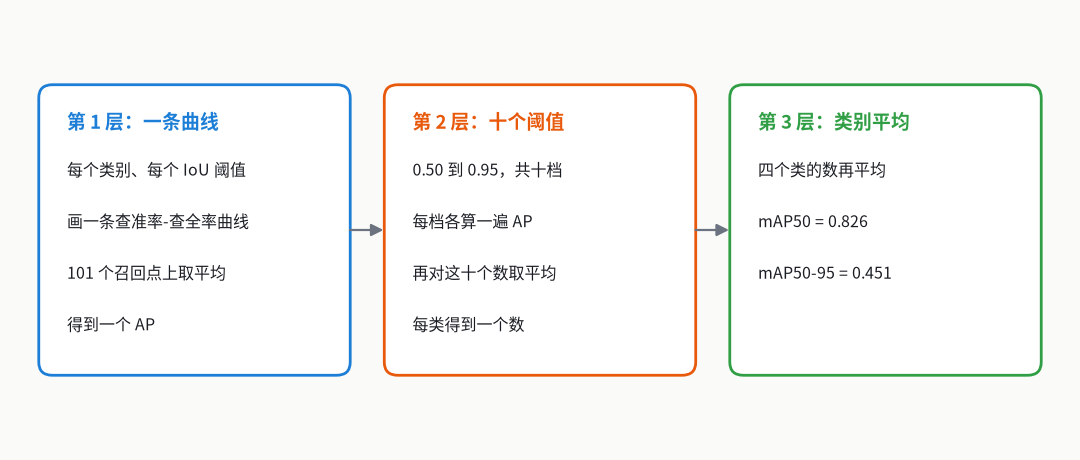 第 1 层：一条曲线
每个类别、每个 IoU 阈值
画一条查准率-查全率曲线
101 个召回点上取平均
得到一个 AP
第 2 层：十个阈值
0.50 到 0.95，共十档
每档各算一遍 AP
再对这十个数取平均
每类得到一个数
第 3 层：类别平均
四个类的数再平均
mAP50 = 0.826
mAP50-95 = 0.451